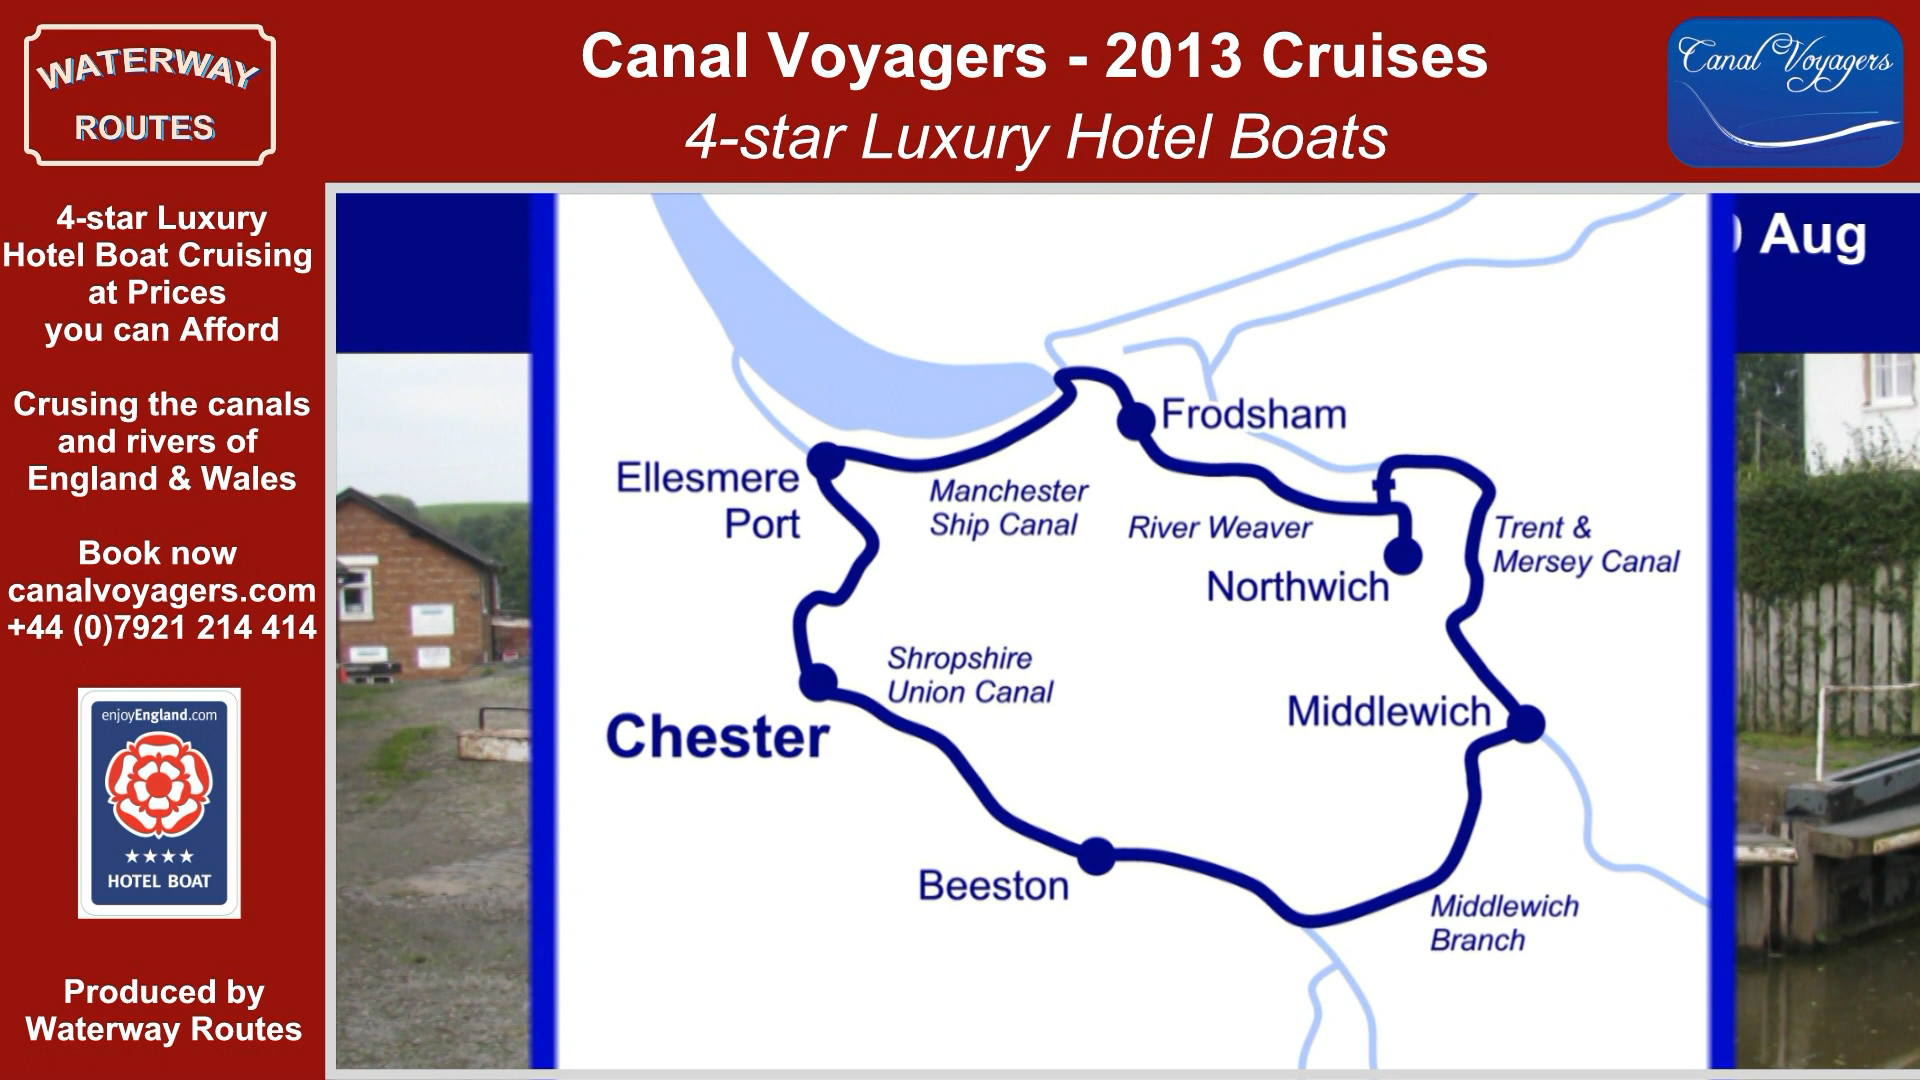 WATERWAY
ROUTES
Canal Voyagers - 2013 Cruises
4-star Luxury Hotel Boats
Canal Voyagers
4-star Luxury
Hotel Boat Cruising
at Prices
you can Afford
Crusing the canals
and rivers of
England & Wales
Book now
canalvoyagers.com
+44 (0)7921 214 414
enjoyEngland.com
★★★★
HOTEL BOAT
Produced by
Waterway Routes
Aug
Frodsham
Ellesmere
Port
Manchester
Ship Canal
River Weaver
Trent &
Mersey Canal
Northwich
Shropshire
Union Canal
Chester
Middlewich
Beeston
Middlewich
Branch